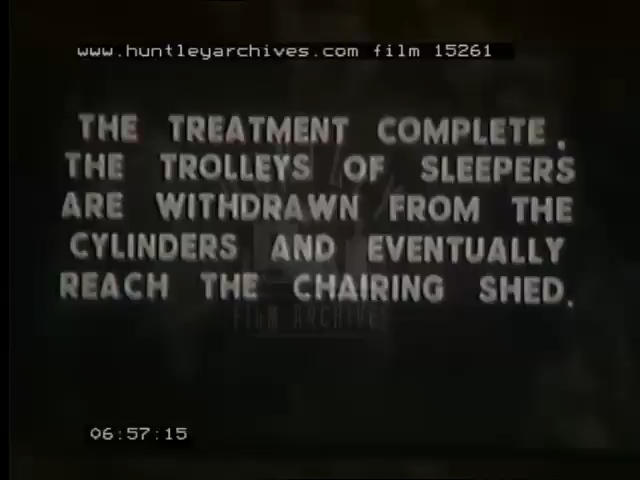 www.huntleyarchives.com film 15261
THE TREATMENT COMPLETE.
THE TROLLEYS OF SLEEPERS
ARE WITHDRAWN FROM THE
CYLINDERS AND EVENTUALLY
REACH THE CHAIRING SHED.
FILM ARCHIVES
06:57:15